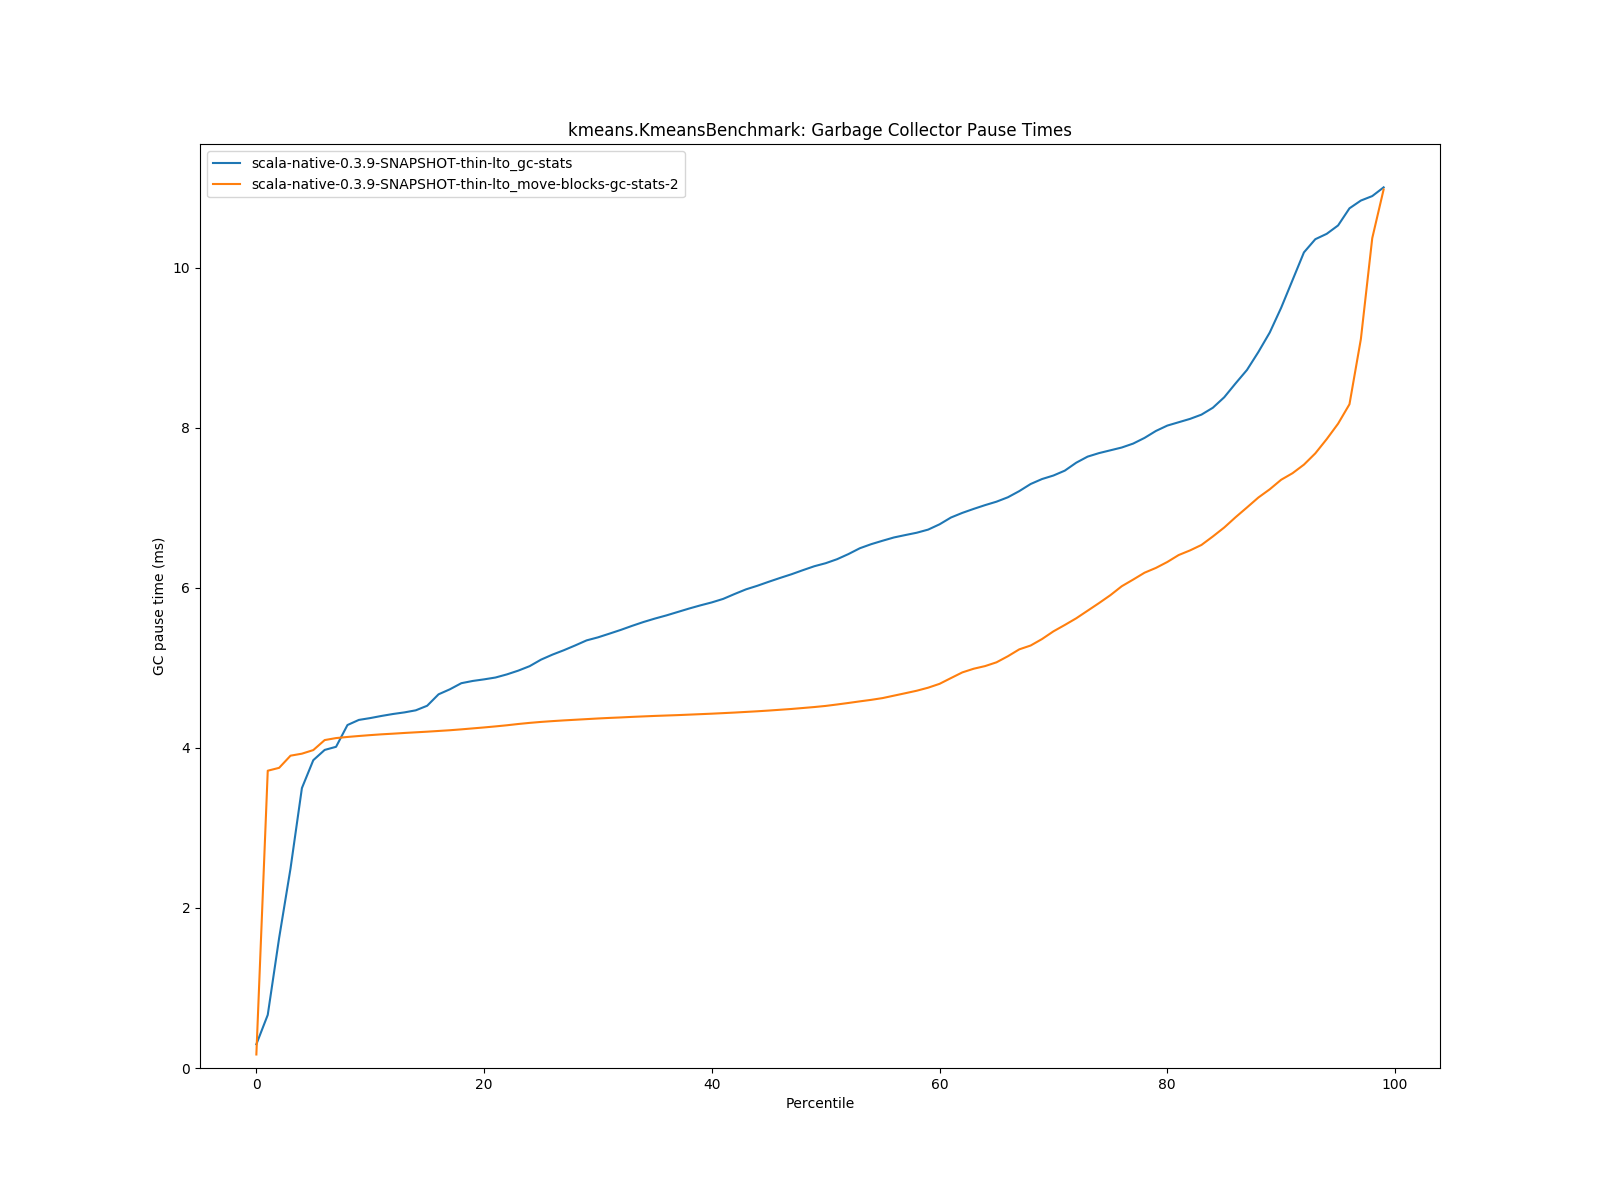 kmeans.KmeansBenchmark: Garbage Collector Pause Times
scala-native-0.3.9-SNAPSHOT-thin-lto_gc-stats
scala-native-0.3.9-SNAPSHOT-thin-lto_move-blocks-gc-stats-2
GC pause time (ms)
10
8
6
4
2
0
0 20 40 60 80 100
Percentile